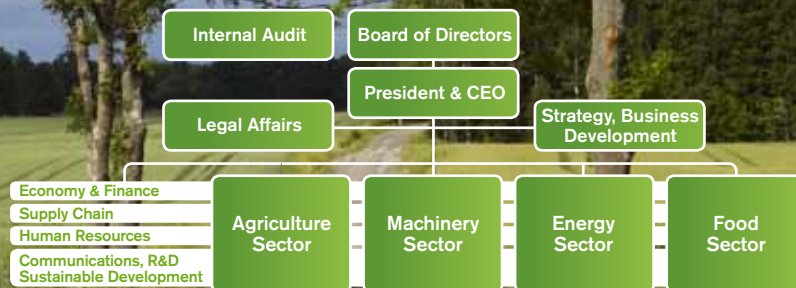 Internal Audit
Board of Directors
President & CEO
Legal Affairs
Strategy, Business
Development
Economy & Finance
Supply Chain
Human Resources
Communications, R&D
Sustainable Development
Agriculture
Sector
Machinery
Sector
Energy
Sector
Food
Sector